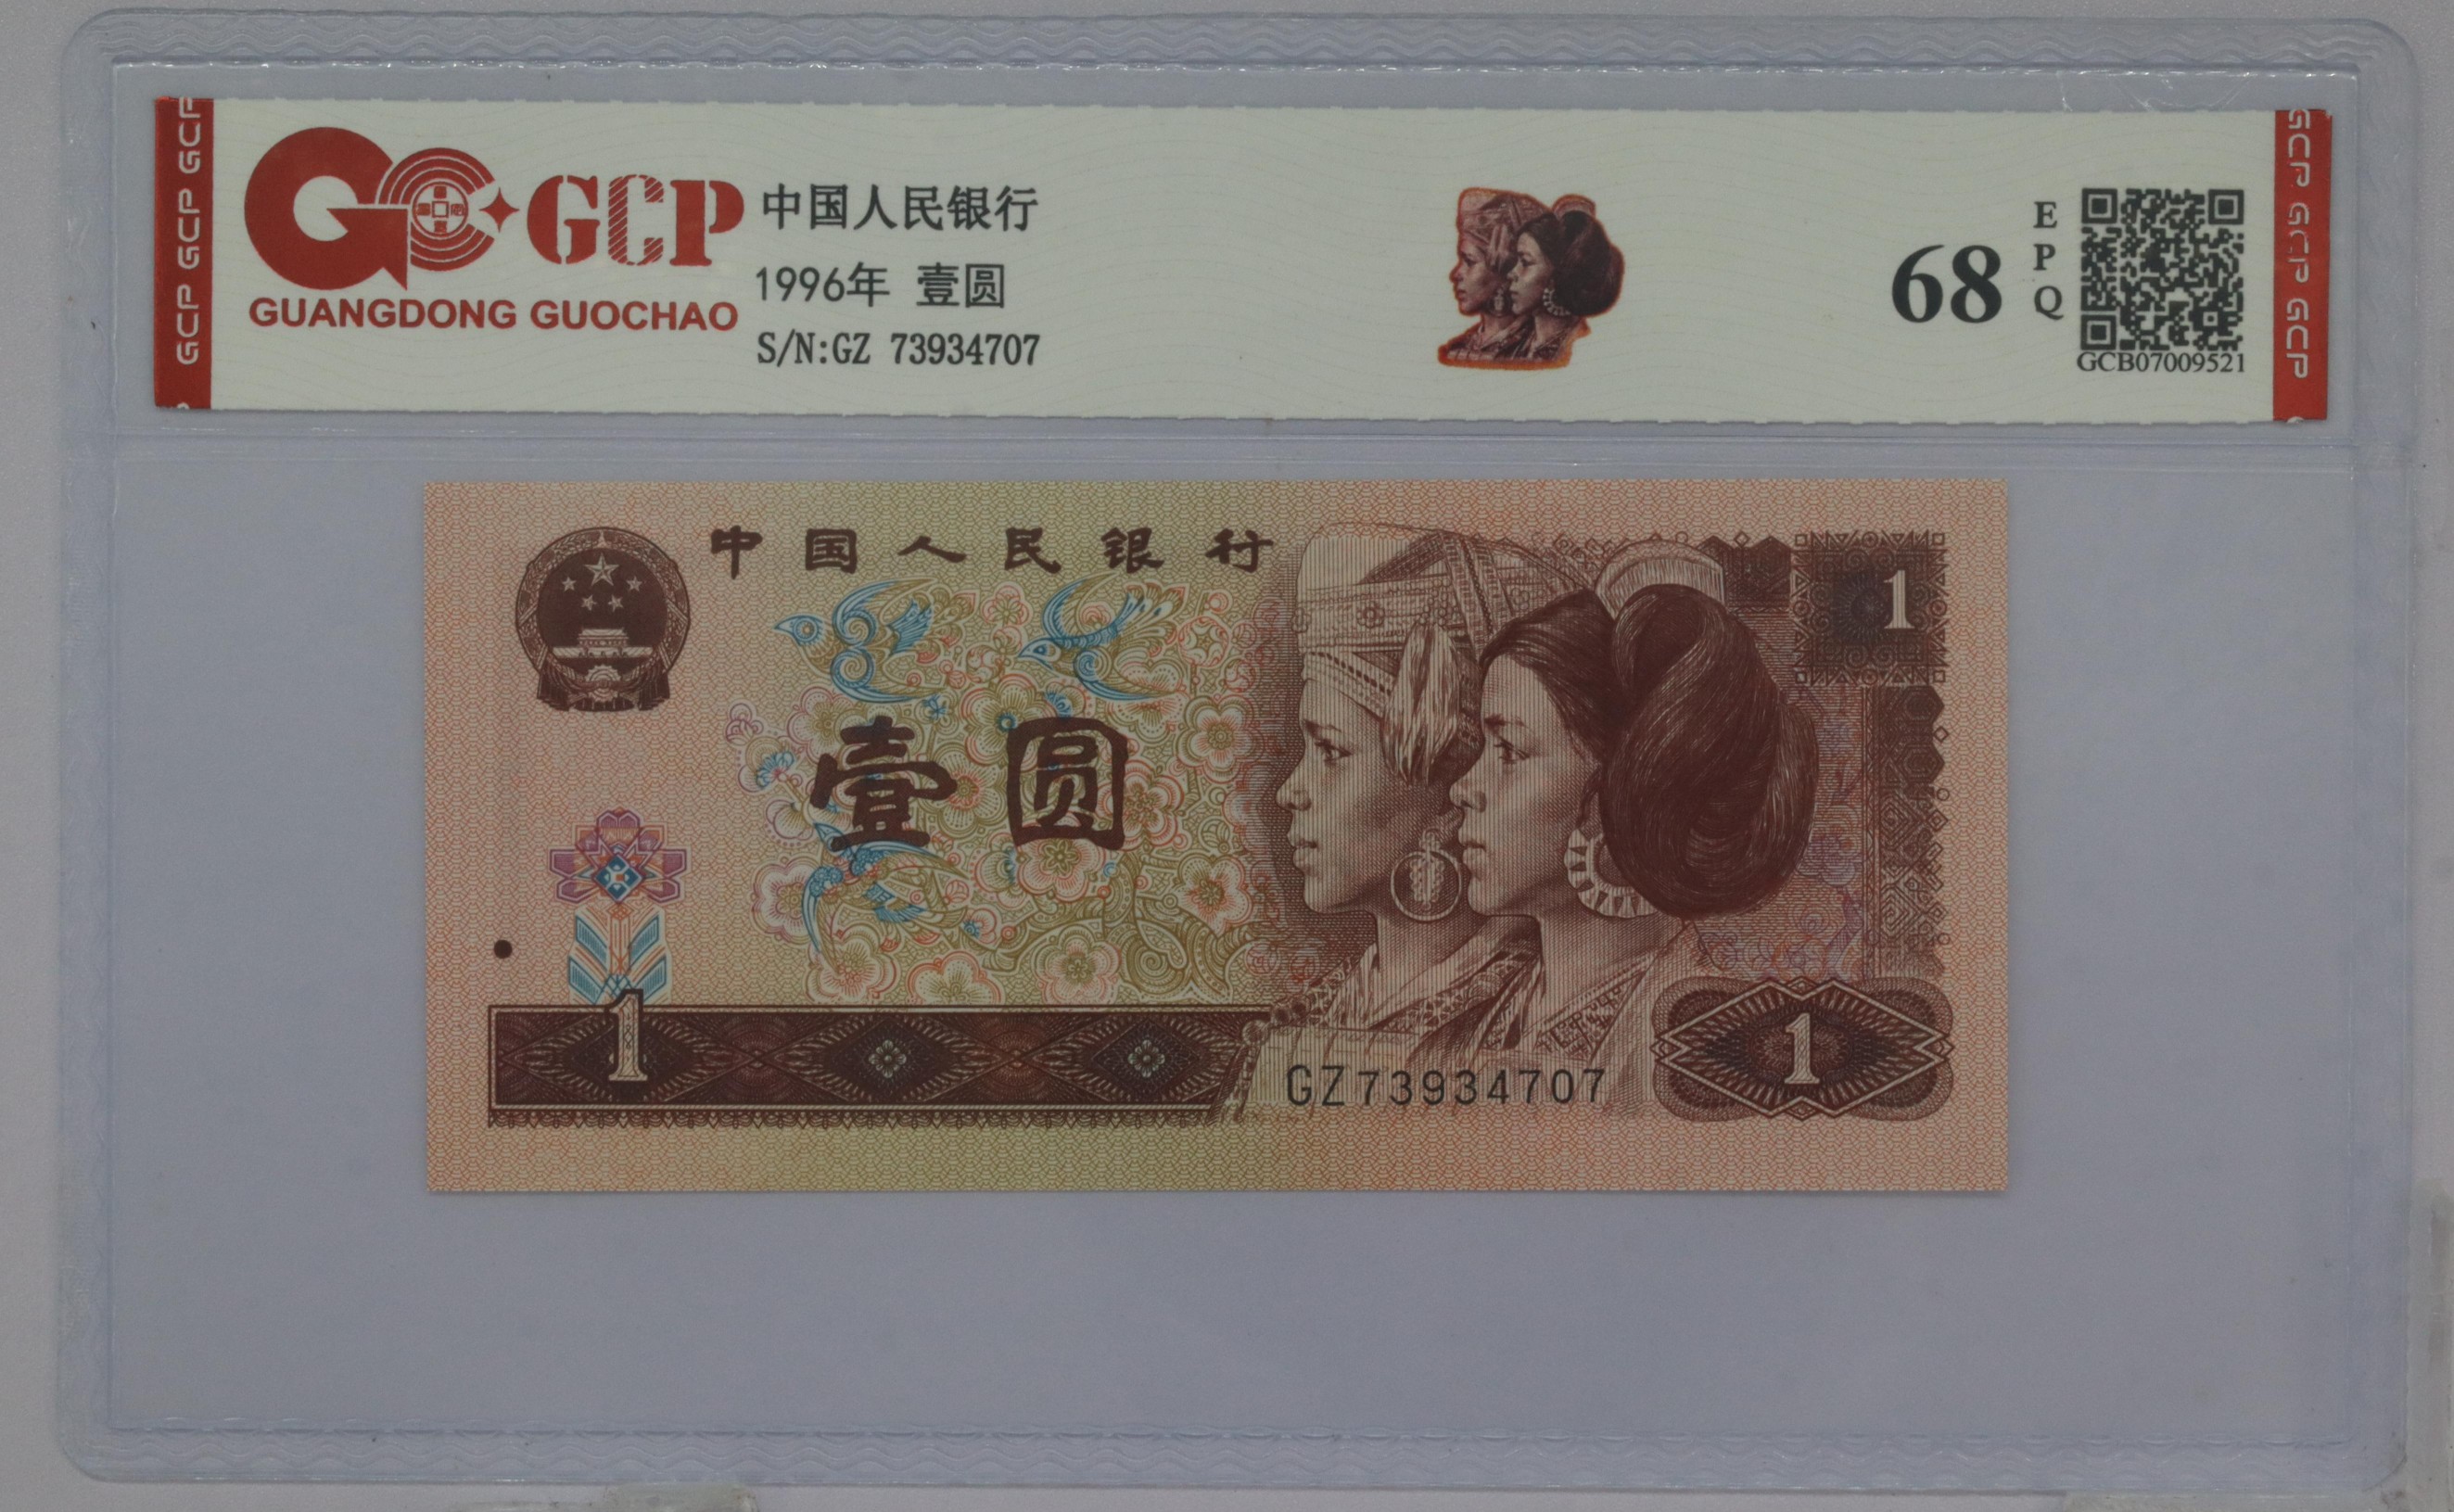 GCP GCP GCP
GCP
GUANGDONG GUOCHAO
中国人民银行
1996年 壹圆
S/N:GZ 73934707
68
EPQ
GCB07009521
GCP GCP GCP
中国人民银行
1
壹圆
1
GZ73934707
1